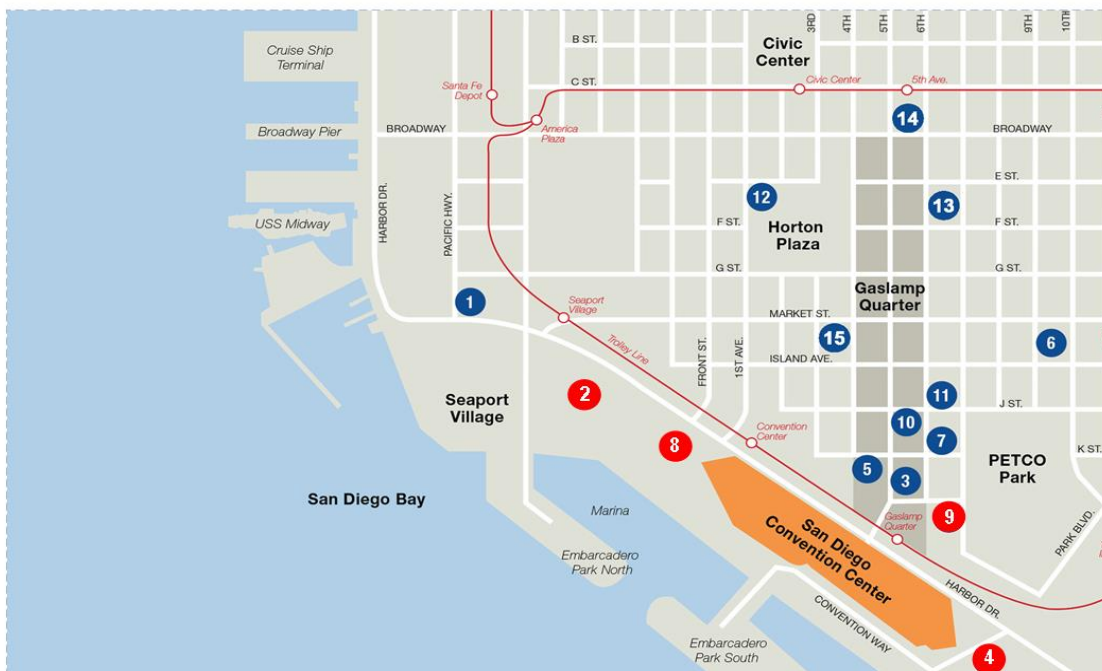 Cruise Ship
Terminal
B ST.
Civic
Center
3RD
4TH
5TH
6TH
9TH
10TH
C ST.
Santa Fe
Depot
Civic Center
5th Ave.
America
Plaza
14
Broadway Pier
BROADWAY
BROADWAY
E ST.
12
13
USS Midway
HARBOR DR.
PACIFIC HWY.
F ST.
Horton
Plaza
F ST.
G ST.
G ST.
1
Seaport
Village
Gaslamp
Quarter
MARKET ST.
15
6
Trolley Line
FRONT ST.
1ST AVE.
ISLAND AVE.
2
11
Seaport
Village
J ST.
10
8
Convention
Center
7
K ST.
5
3
PETCO
Park
San Diego Bay
Marina
9
Gaslamp
Quarter
PARK BLVD.
San Diego
Convention Center
Embarcadero
Park North
HARBOR DR.
CONVENTION WAY
Embarcadero
Park South
4